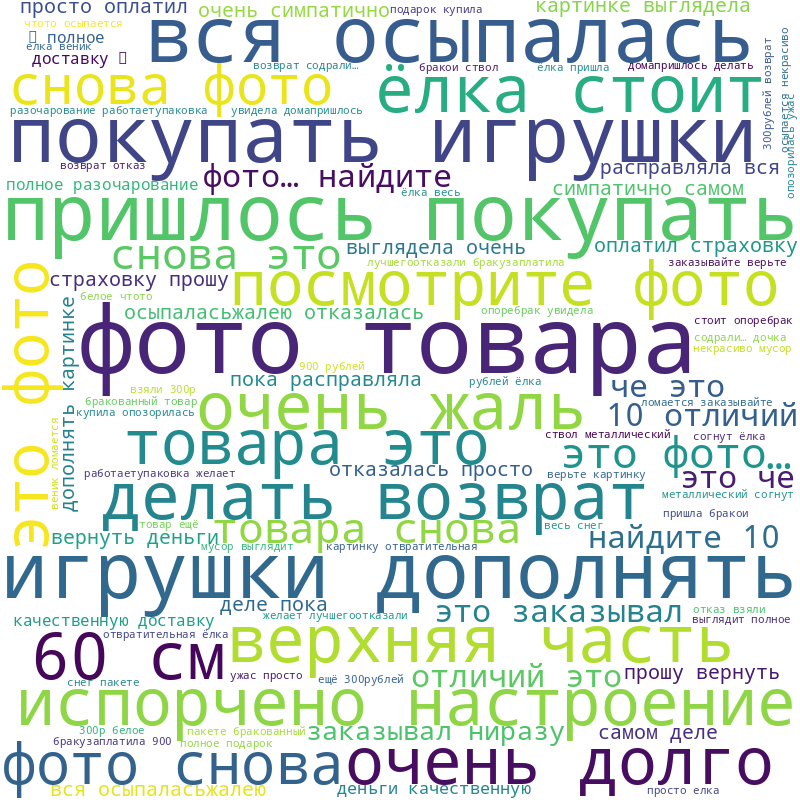 просто оплатил
очень симпатично
подарок купила
картинке выглядела
чтото осыпается
вся осыпалась
полное
ёлка веник
доставку
возврат содрали…
бракои ствол
ёлка пришла
домапришлось делать
300рублей возврат
осыпается некрасиво
опозорилась ужас
снова фото
ёлка стоит
разочарование работаетупаковка
увидела домапришлось
покупать игрушки
возврат отказ
фото… найдите
расправляла вся
полное разочарование
ёлка весь
симпатично самом
пришлось покупать
снова это
выглядела очень
оплатил страховку
лучшеотказали бракузаплатила
заказывайте верьте
страховку прошу
посмотрите фото
это фото
дополнять картинке
белое чтото
осыпаласьжалею отказалась
опоребрак увидела
стоит опоребрак
фото товара
содрали… дочка
некрасиво мусор
900 рублей
пока расправляла
рублей ёлка
че это
взяли 300р
бракованный товар
купила опозорилась
очень жаль
ломается заказывайте
10 отличий
веник ломается
товара это
ствол металлический
согнут ёлка
это фото…
отказалась просто
работаетупаковка желает
верьте картинку
это че
делать возврат
металлический согнут
пришла бракои
товар ещё
товара снова
весь снег
вернуть деньги
мусор выглядит
картинку отвратительная
найдите 10
игрушки дополнять
деле пока
желает лучшеотказали
это заказывал
отказ взяли
выглядит полное
качественную доставку
отвратительная ёлка
60 см
верхняя часть
ужас просто
ещё 300рублей
отличий это
прошу вернуть
снег пакете
испорчено настроение
300р белое
пакете бракованный
заказывал ниразу
самом деле
бракузаплатила 900
полное подарок
фото снова
очень долго
вся осыпаласьжалею
деньги качественную
просто елка